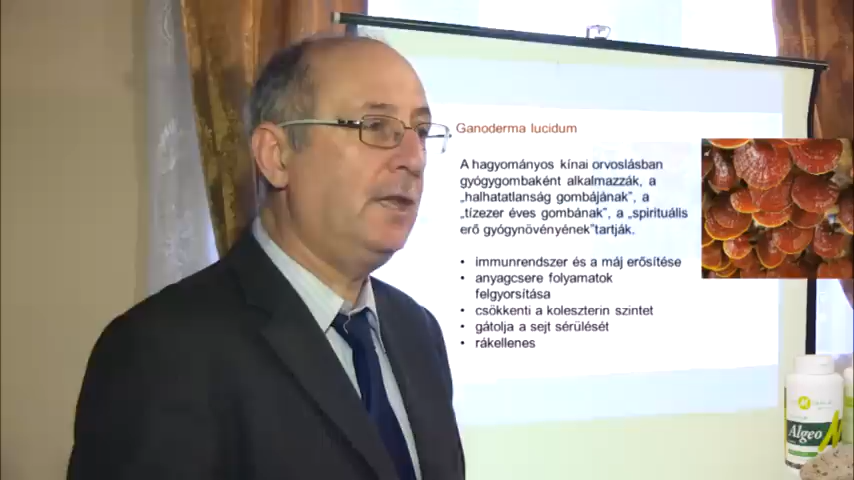 Ganoderma lucidum
A hagyományos kínai orvoslásban
gyógygombaként alkalmazzák, a
„halhatatlanság gombájának”, a
„tízezer éves gombának”, a „spirituális
erő gyógynövényének”tartják.
• immunrendszer és a máj erősítése
• anyagcsere folyamatok
felgyorsítása
• csökkenti a koleszterin szintet
• gátolja a sejt sérülését
• rákellenes
Algeo